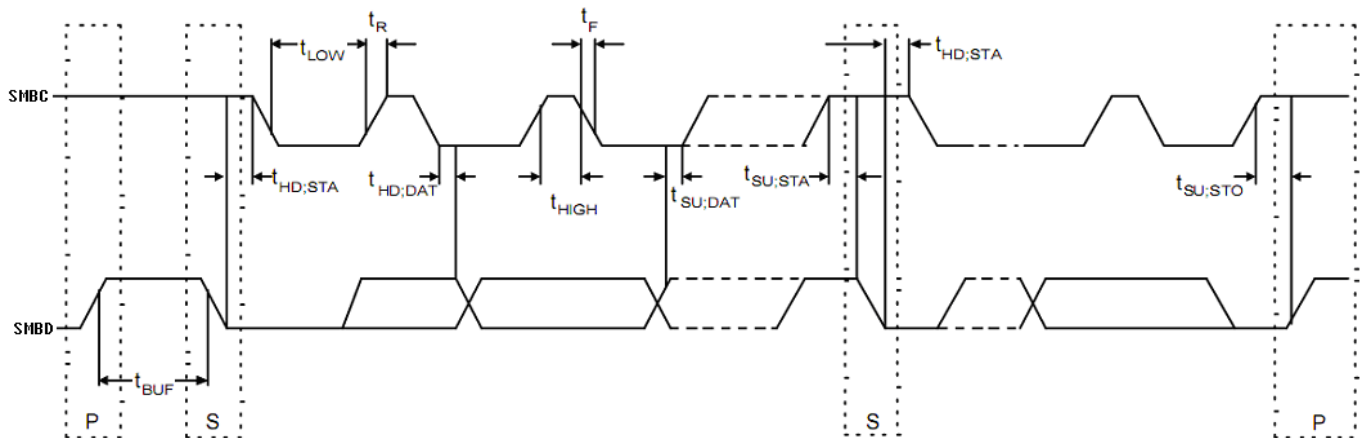 tR
tF
tLOW
tHD;STA
SMBC
tHD;STA
tHD;DAT
tHIGH
tSU;DAT
tSU;STA
tSU;STO
SMBD
tBUF
P
S
S
P